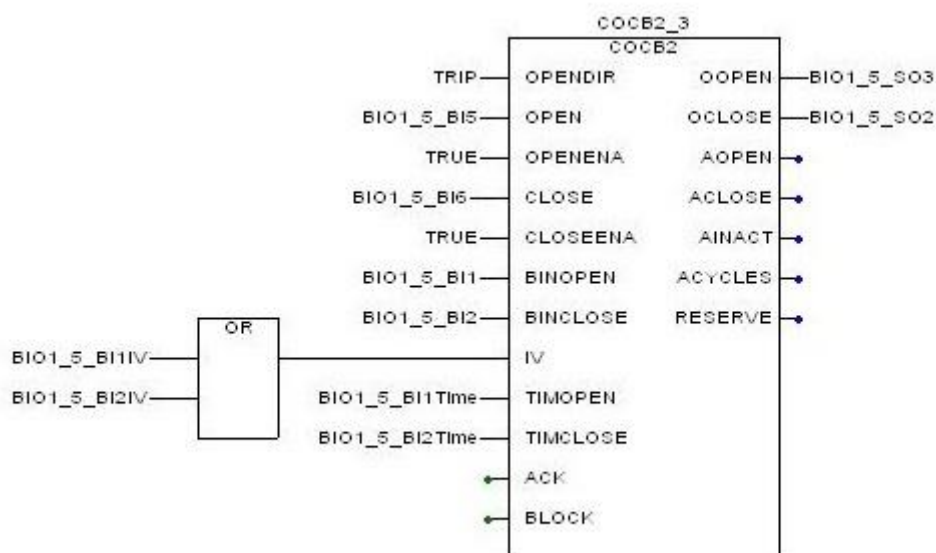 COCB2_3
COCB2
TRIP OPENDIR OOPEN BIO1_5_SO3
BIO1_5_BI5 OPEN OCLOSE BIO1_5_SO2
TRUE OPENENA AOPEN
BIO1_5_BI6 CLOSE ACLOSE
TRUE CLOSEENA AINACT
BIO1_5_BI1 BINOPEN ACYCLES
BIO1_5_BI2 BINCLOSE RESERVE
OR
BIO1_5_BI1IV IV
BIO1_5_BI2IV BIO1_5_BI1Time TIMOPEN
BIO1_5_BI2Time TIMCLOSE
ACK
BLOCK